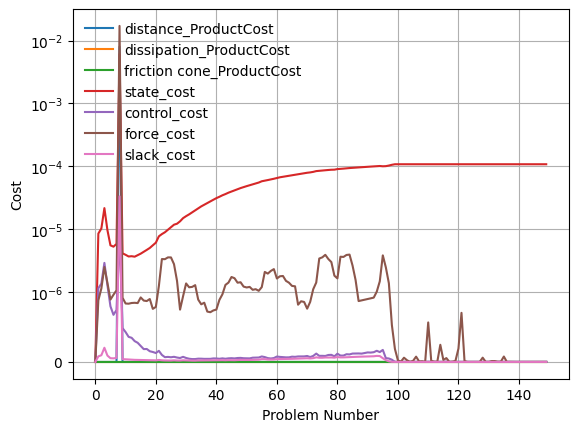 distance_ProductCost
dissipation_ProductCost
friction cone_ProductCost
state_cost
control_cost
force_cost
slack_cost
Cost
10⁻²
10⁻³
10⁻⁴
10⁻⁵
10⁻⁶
0
0 20 40 60 80 100 120 140
Problem Number